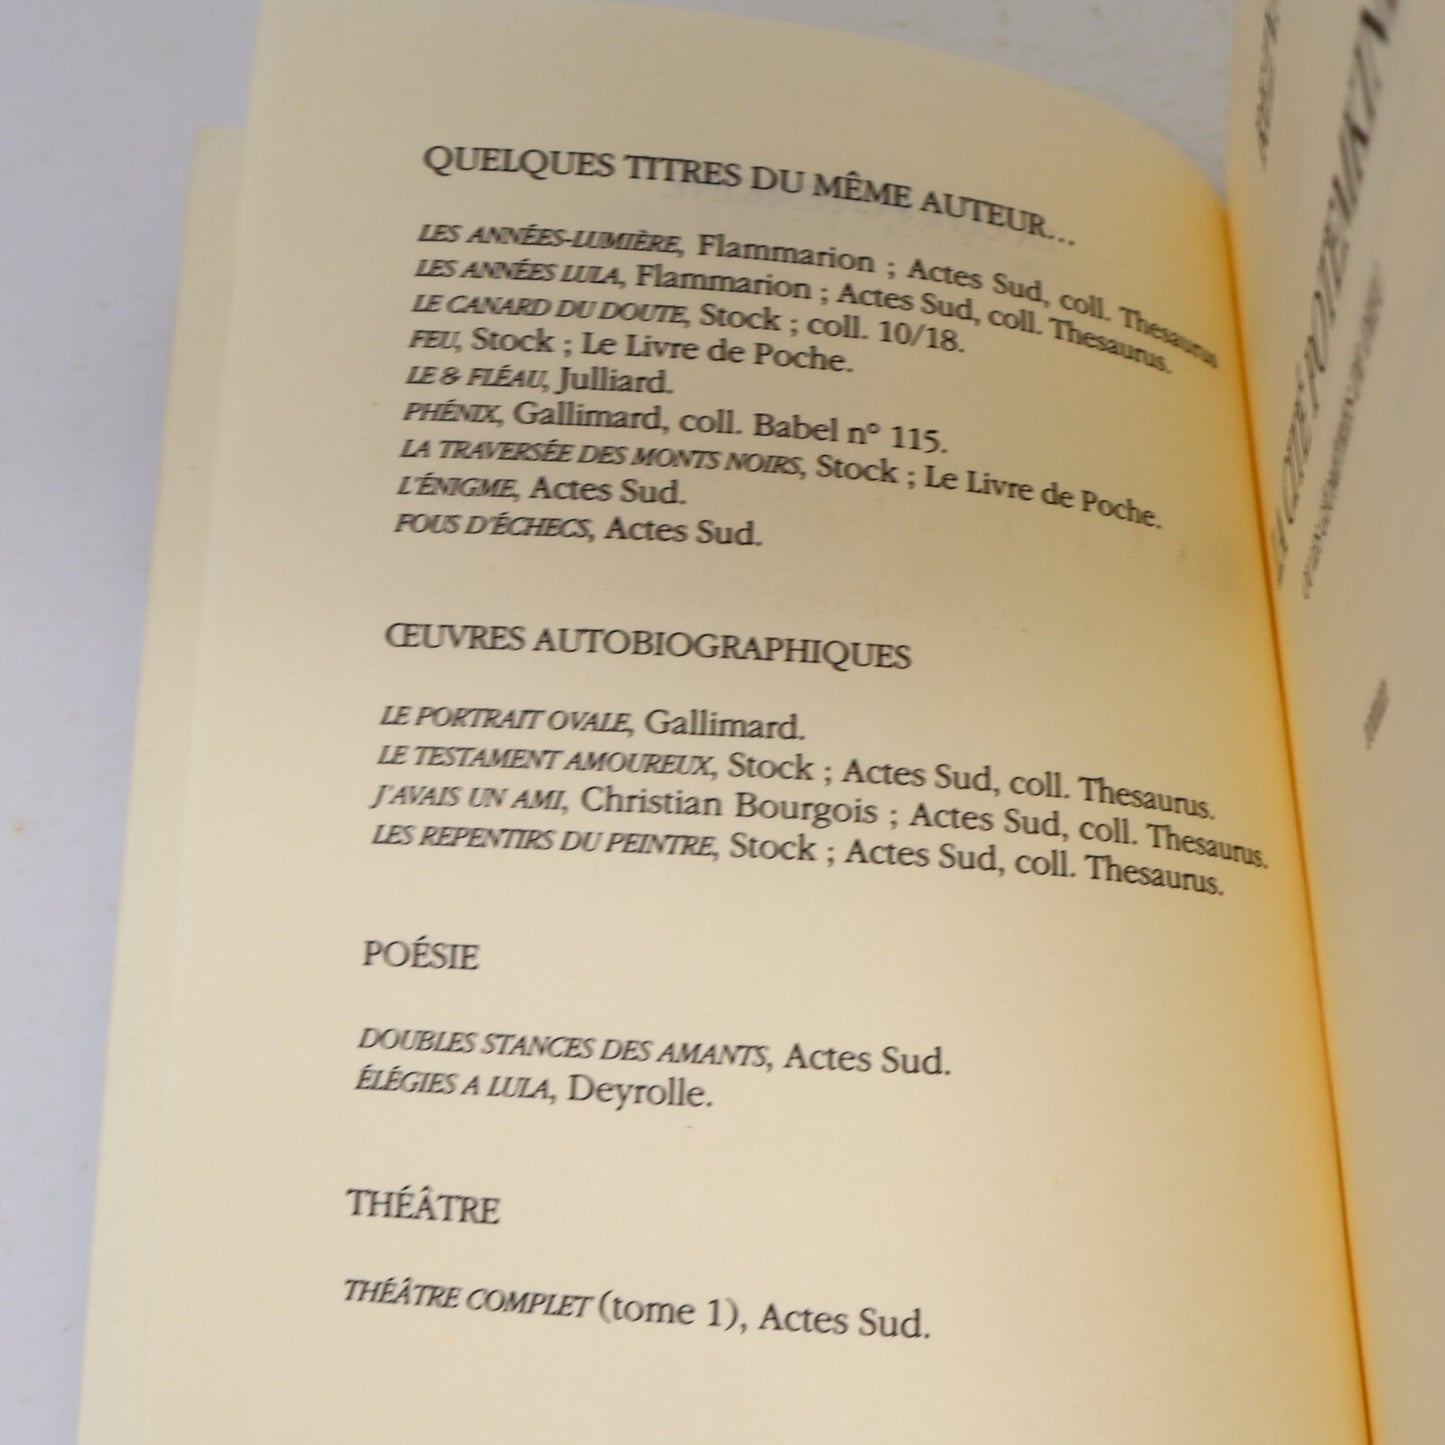 QUELQUES TITRES DU MÊME AUTEUR...
LES ANNÉES-LUMIÈRE, Flammarion ; Actes Sud, coll. Thesaurus
LES ANNÉES LULA, Flammarion ; Actes Sud, coll. Thesaurus.
LE CANARD DU DOUTE, Stock ; coll. 10/18.
FEU, Stock ; Le Livre de Poche.
LE & FLÉAU, Julliard.
PHÉNIX, Gallimard, coll. Babel n° 115.
LA TRAVERSÉE DES MONTS NOIRS, Stock ; Le Livre de Poche.
L'ÉNIGME, Actes Sud.
FOUS D'ÉCHECS, Actes Sud.
ŒUVRES AUTOBIOGRAPHIQUES
LE PORTRAIT OVALE, Gallimard.
LE TESTAMENT AMOUREUX, Stock ; Actes Sud, coll. Thesaurus.
J'AVAIS UN AMI, Christian Bourgois ; Actes Sud, coll. Thesaurus.
LES REPENTIRS DU PEINTRE, Stock ; Actes Sud, coll. Thesaurus.
POÉSIE
DOUBLES STANCES DES AMANTS, Actes Sud.
ÉLÉGIES A LULA, Deyrolle.
THÉÂTRE
THÉÂTRE COMPLET (tome 1), Actes Sud.